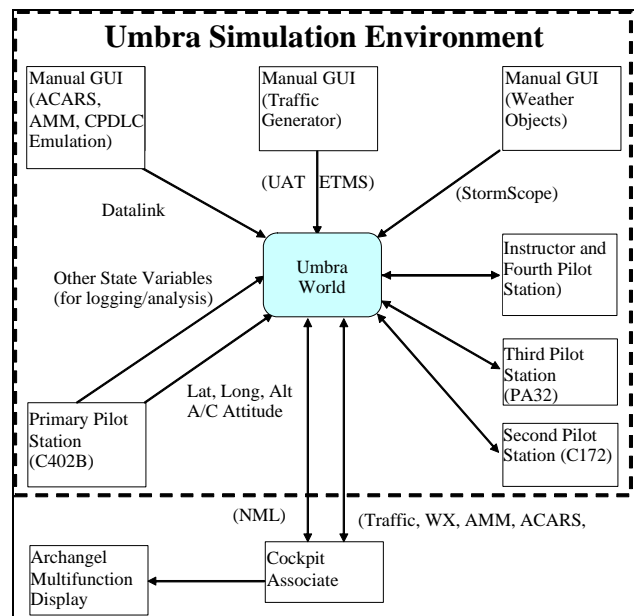 Umbra Simulation Environment
Manual GUI
(ACARS,
AMM, CPDLC
Emulation)
Manual GUI
(Traffic
Generator)
Manual GUI
(Weather
Objects)
(UAT ETMS)
(StormScope)
Datalink
Umbra
World
Other State Variables
(for logging/analysis)
Instructor and
Fourth Pilot
Station)
Third Pilot
Station
(PA32)
Lat, Long, Alt
A/C Attitude
Primary Pilot
Station
(C402B)
Second Pilot
Station (C172)
(NML)
(Traffic, WX, AMM, ACARS,
Archangel
Multifunction
Display
Cockpit
Associate